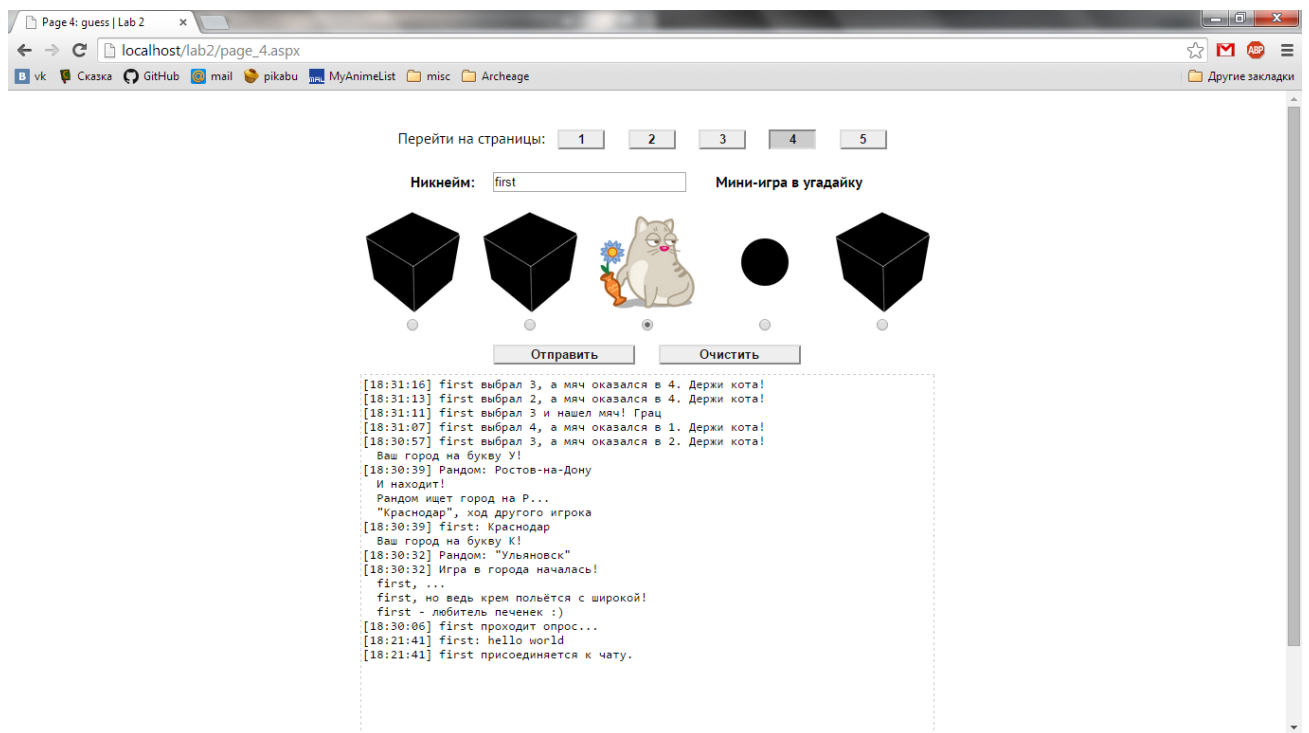 Page 4: guess | Lab 2
localhost/lab2/page_4.aspx
ABP
B vk Сказка GitHub mail pikabu MAL MyAnimeList misc Archeage Другие закладки
Перейти на страницы: 1 2 3 4 5
Никнейм: first Мини-игра в угадайку
Отправить Очистить
[18:31:16] first выбрал 3, а мяч оказался в 4. Держи кота!
[18:31:13] first выбрал 2, а мяч оказался в 4. Держи кота!
[18:31:11] first выбрал 3 и нашел мяч! Грац
[18:31:07] first выбрал 4, а мяч оказался в 1. Держи кота!
[18:30:57] first выбрал 3, а мяч оказался в 2. Держи кота!
Ваш город на букву У!
[18:30:39] Рандом: Ростов-на-Дону
И находит!
Рандом ищет город на Р...
"Краснодар", ход другого игрока
[18:30:39] first: Краснодар
Ваш город на букву К!
[18:30:32] Рандом: "Ульяновск"
[18:30:32] Игра в города началась!
first, ...
first, но ведь крем польётся с широкой!
first - любитель печенек :)
[18:30:06] first проходит опрос...
[18:21:41] first: hello world
[18:21:41] first присоединяется к чату.